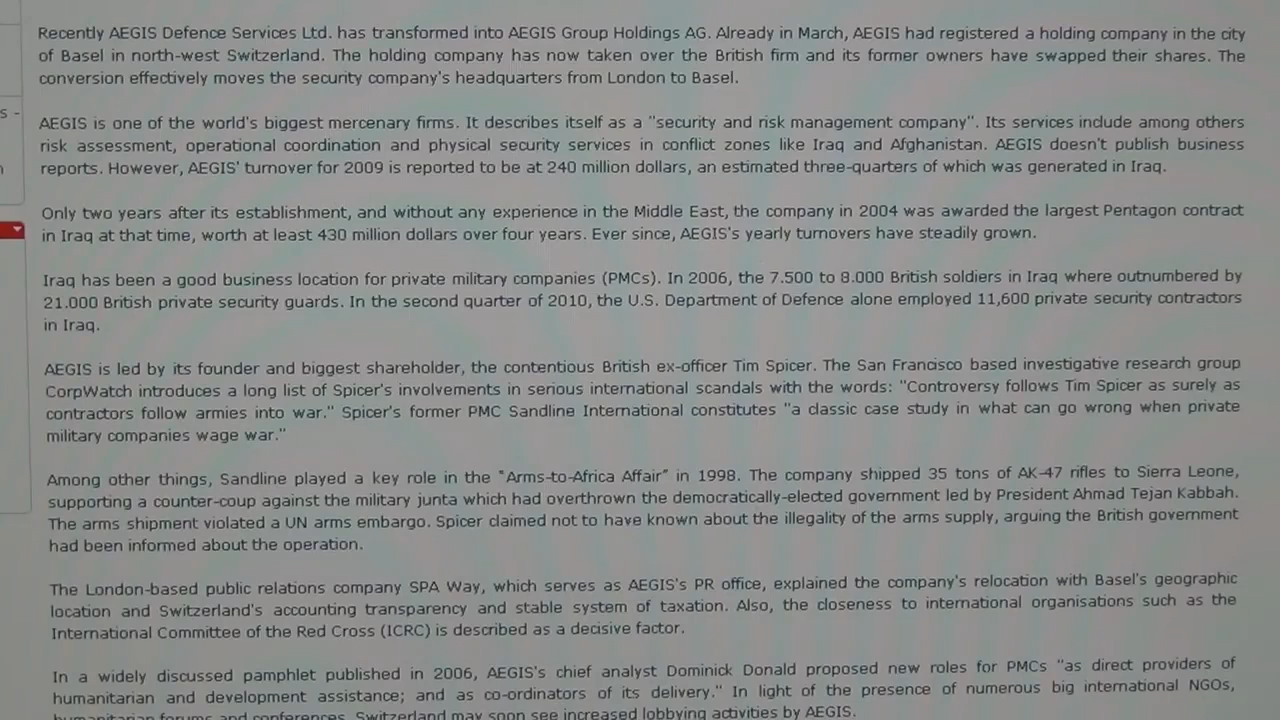 Recently AEGIS Defence Services Ltd. has transformed into AEGIS Group Holdings AG. Already in March, AEGIS had registered a holding company in the city
of Basel in north-west Switzerland. The holding company has now taken over the British firm and its former owners have swapped their shares. The
conversion effectively moves the security company's headquarters from London to Basel.
s -
AEGIS is one of the world's biggest mercenary firms. It describes itself as a "security and risk management company". Its services include among others
risk assessment, operational coordination and physical security services in conflict zones like Iraq and Afghanistan. AEGIS doesn't publish business
reports. However, AEGIS' turnover for 2009 is reported to be at 240 million dollars, an estimated three-quarters of which was generated in Iraq.
Only two years after its establishment, and without any experience in the Middle East, the company in 2004 was awarded the largest Pentagon contract
in Iraq at that time, worth at least 430 million dollars over four years. Ever since, AEGIS's yearly turnovers have steadily grown.
Iraq has been a good business location for private military companies (PMCs). In 2006, the 7.500 to 8.000 British soldiers in Iraq where outnumbered by
21.000 British private security guards. In the second quarter of 2010, the U.S. Department of Defence alone employed 11,600 private security contractors
in Iraq.
AEGIS is led by its founder and biggest shareholder, the contentious British ex-officer Tim Spicer. The San Francisco based investigative research group
CorpWatch introduces a long list of Spicer's involvements in serious international scandals with the words: "Controversy follows Tim Spicer as surely as
contractors follow armies into war." Spicer's former PMC Sandline International constitutes "a classic case study in what can go wrong when private
military companies wage war."
Among other things, Sandline played a key role in the "Arms-to-Africa Affair" in 1998. The company shipped 35 tons of AK-47 rifles to Sierra Leone,
supporting a counter-coup against the military junta which had overthrown the democratically-elected government led by President Ahmad Tejan Kabbah.
The arms shipment violated a UN arms embargo. Spicer claimed not to have known about the illegality of the arms supply, arguing the British government
had been informed about the operation.
The London-based public relations company SPA Way, which serves as AEGIS's PR office, explained the company's relocation with Basel's geographic
location and Switzerland's accounting transparency and stable system of taxation. Also, the closeness to international organisations such as the
International Committee of the Red Cross (ICRC) is described as a decisive factor.
In a widely discussed pamphlet published in 2006, AEGIS's chief analyst Dominick Donald proposed new roles for PMCs "as direct providers of
humanitarian and development assistance; and as co-ordinators of its delivery." In light of the presence of numerous big international NGOs,
humanitarian forums and conferences, Switzerland may soon see increased lobbying activities by AEGIS.